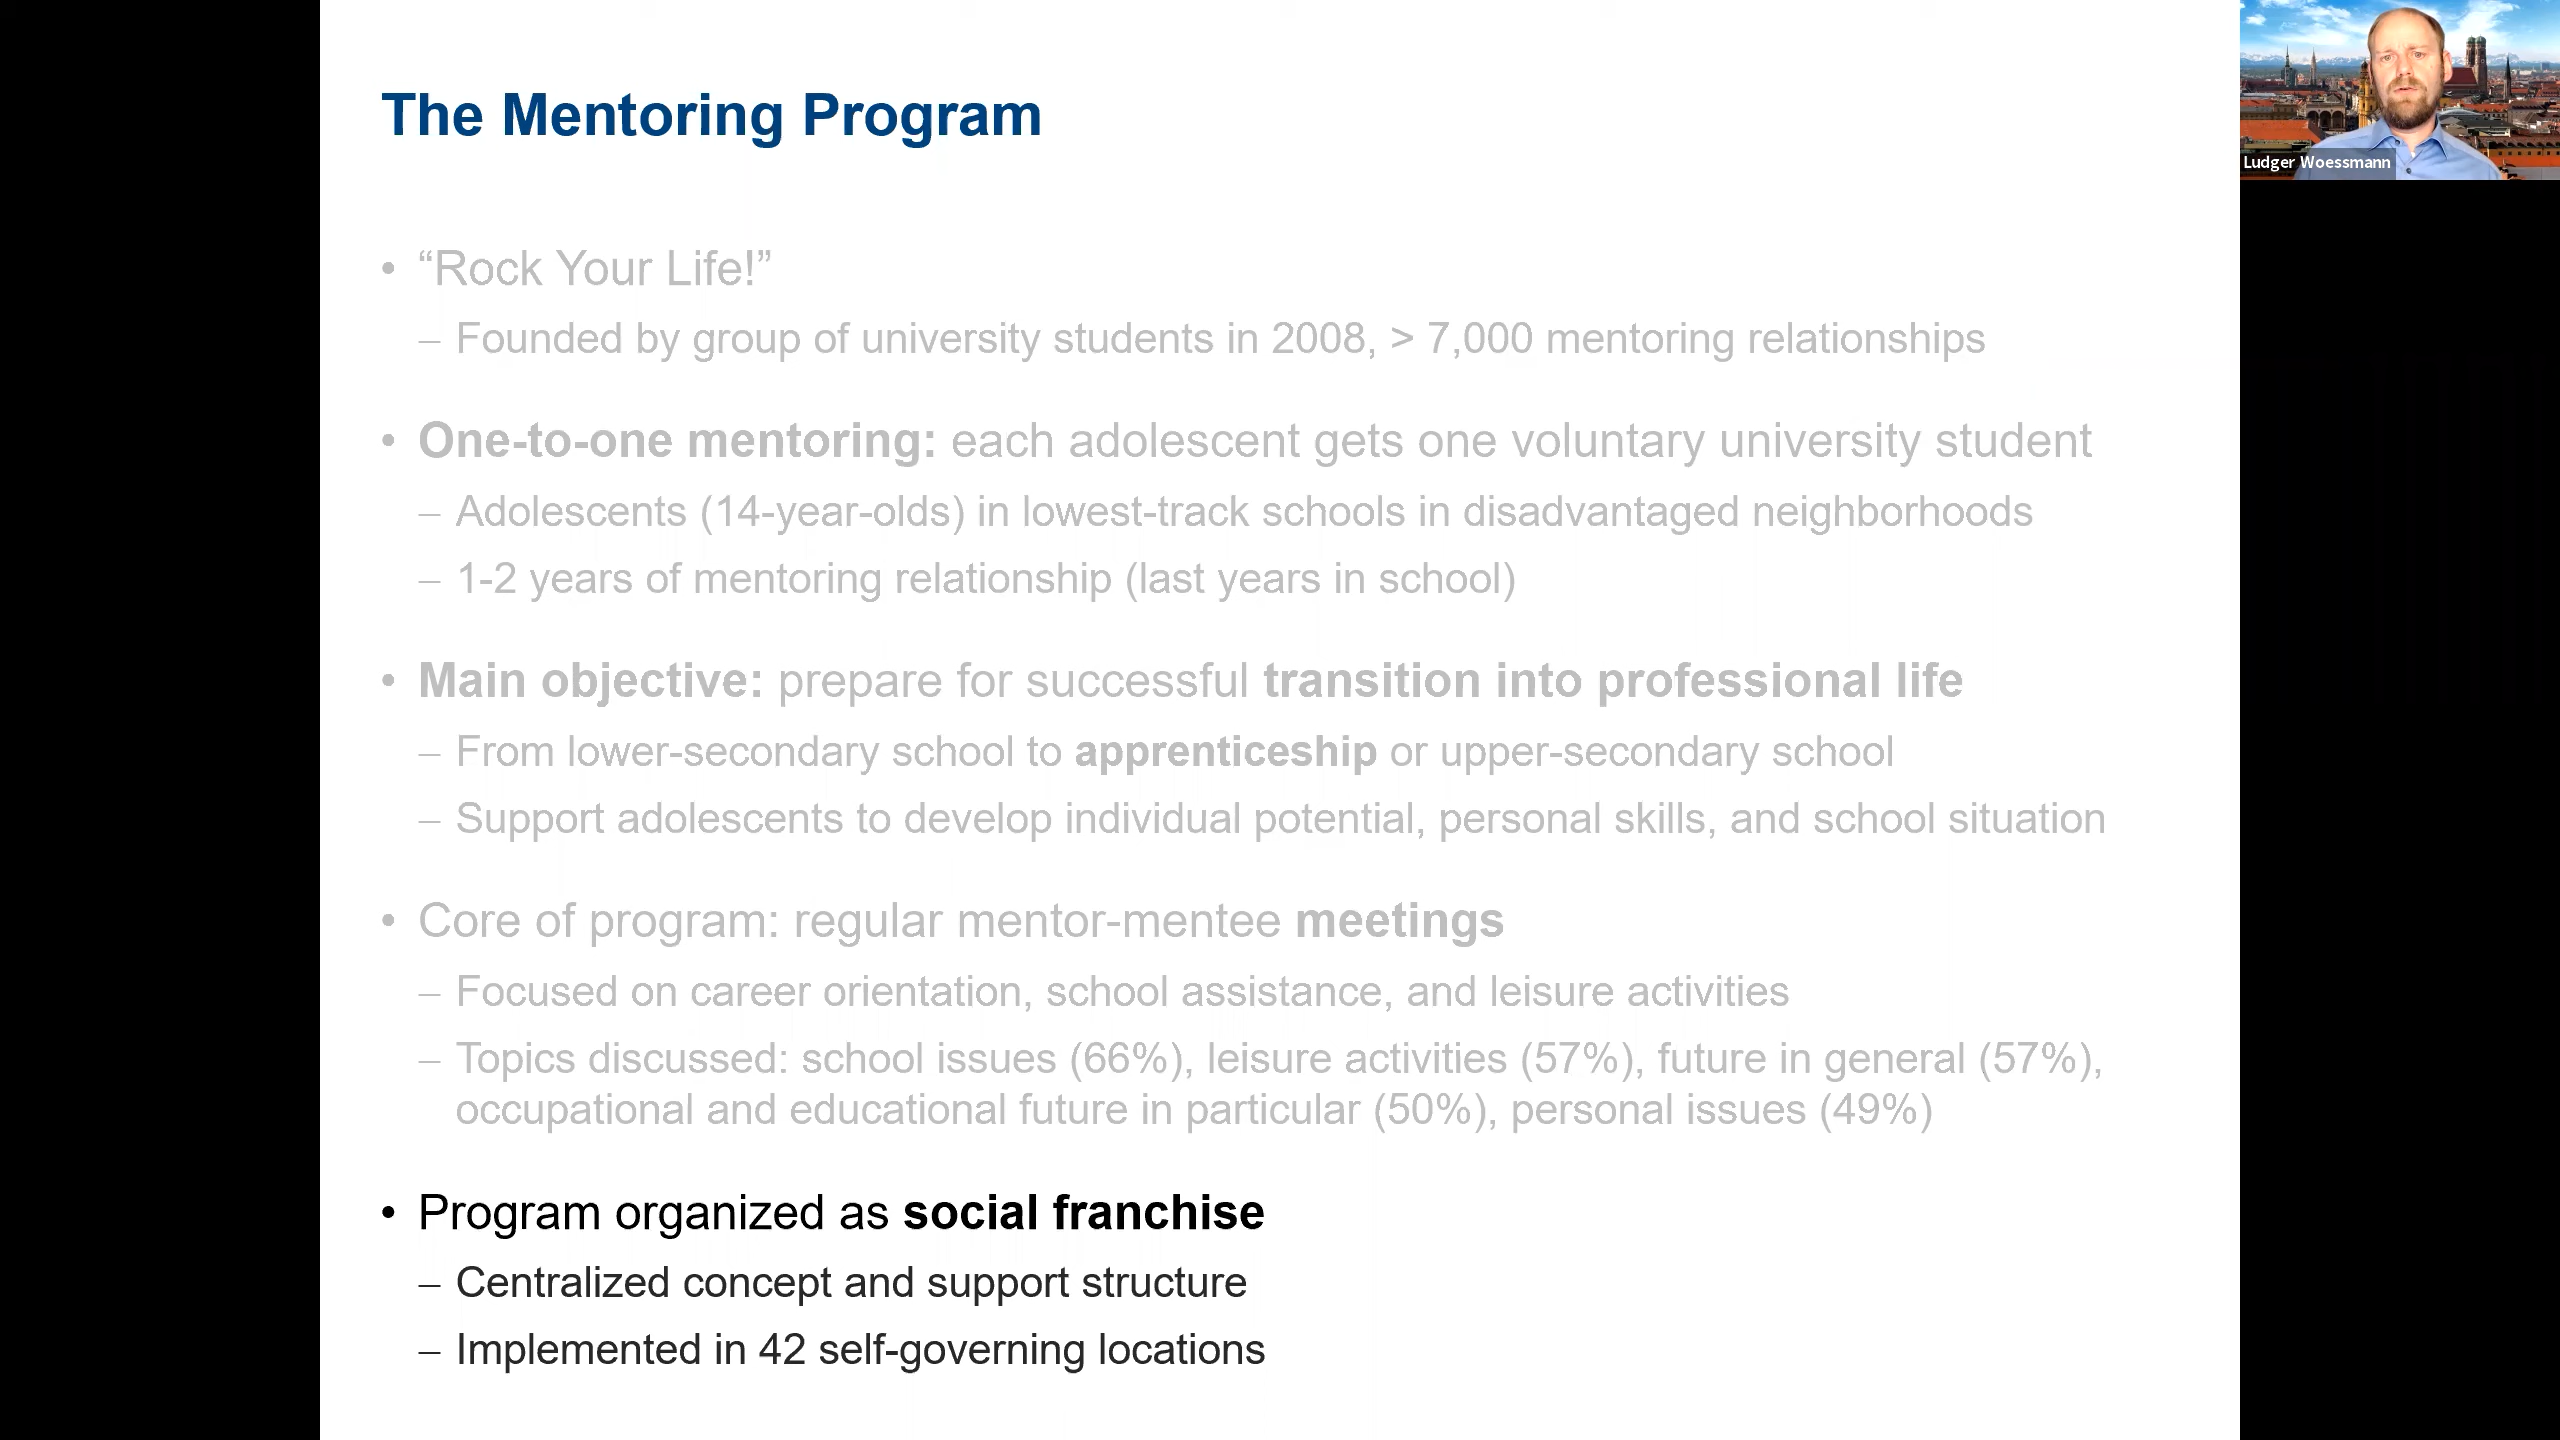 The Mentoring Program
Ludger Woessmann
• “Rock Your Life!”
– Founded by group of university students in 2008, > 7,000 mentoring relationships
• One-to-one mentoring: each adolescent gets one voluntary university student
– Adolescents (14-year-olds) in lowest-track schools in disadvantaged neighborhoods
– 1-2 years of mentoring relationship (last years in school)
• Main objective: prepare for successful transition into professional life
– From lower-secondary school to apprenticeship or upper-secondary school
– Support adolescents to develop individual potential, personal skills, and school situation
• Core of program: regular mentor-mentee meetings
– Focused on career orientation, school assistance, and leisure activities
– Topics discussed: school issues (66%), leisure activities (57%), future in general (57%),
occupational and educational future in particular (50%), personal issues (49%)
• Program organized as social franchise
– Centralized concept and support structure
– Implemented in 42 self-governing locations